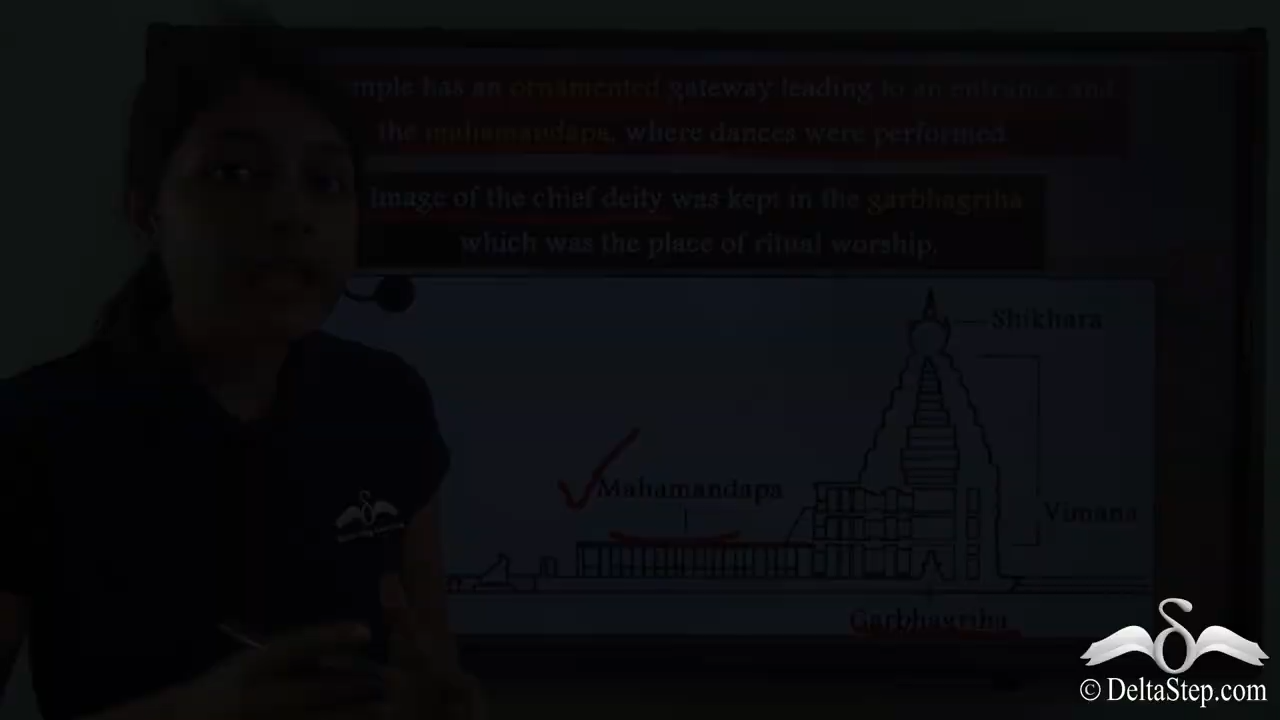 has an ornamented gateway leading to an entrance and
the mahamandapa, where dances were performed
Image of the chief deity was kept in the garbhagriha
which was the place of ritual worship.
Shikhara
Mahamandapa
Vimana
Garbhagriha
© DeltaStep.com